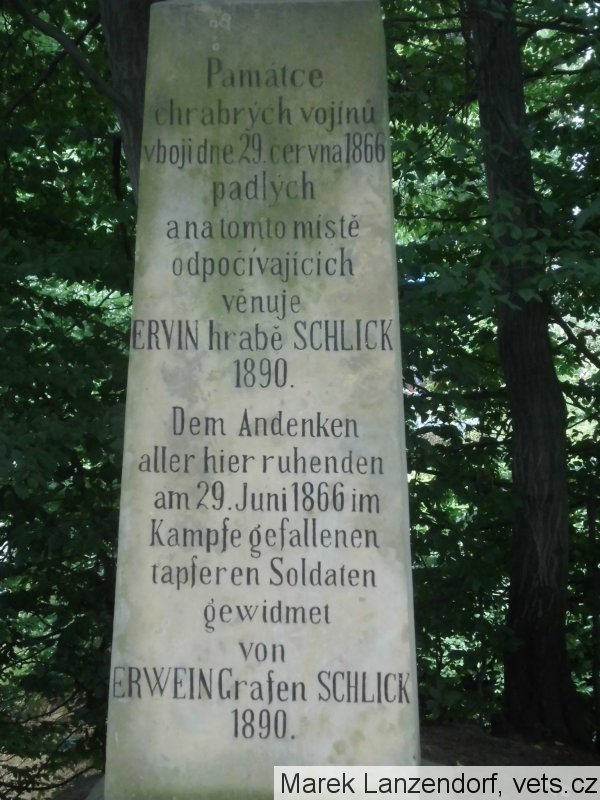 Památce
chrabrých vojínů
v boji dne 29. cervna 1866
padlých
a na tomto místě
odpočívajících
věnuje
ERVIN hrabě SCHLICK
1890.
Dem Andenken
aller hier ruhenden
am 29. Juni 1866 im
Kampfe gefallenen
tapferen Soldaten
gewidmet
von
ERWEIN Grafen SCHLICK
1890.
Marek Lanzendorf, vets.cz